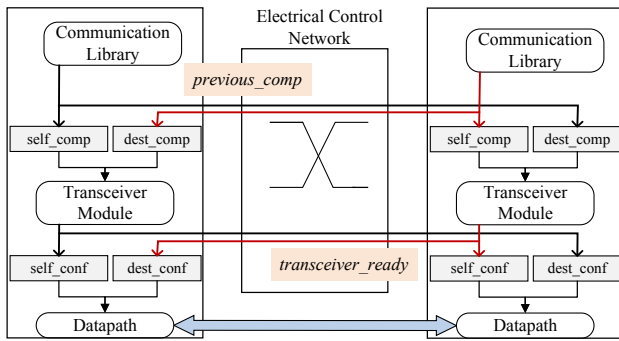 Electrical Control
Network
Communication
Library
Communication
Library
previous_comp
self_comp
dest_comp
self_comp
dest_comp
Transceiver
Module
Transceiver
Module
self_conf
dest_conf
transceiver_ready
self_conf
dest_conf
Datapath
Datapath